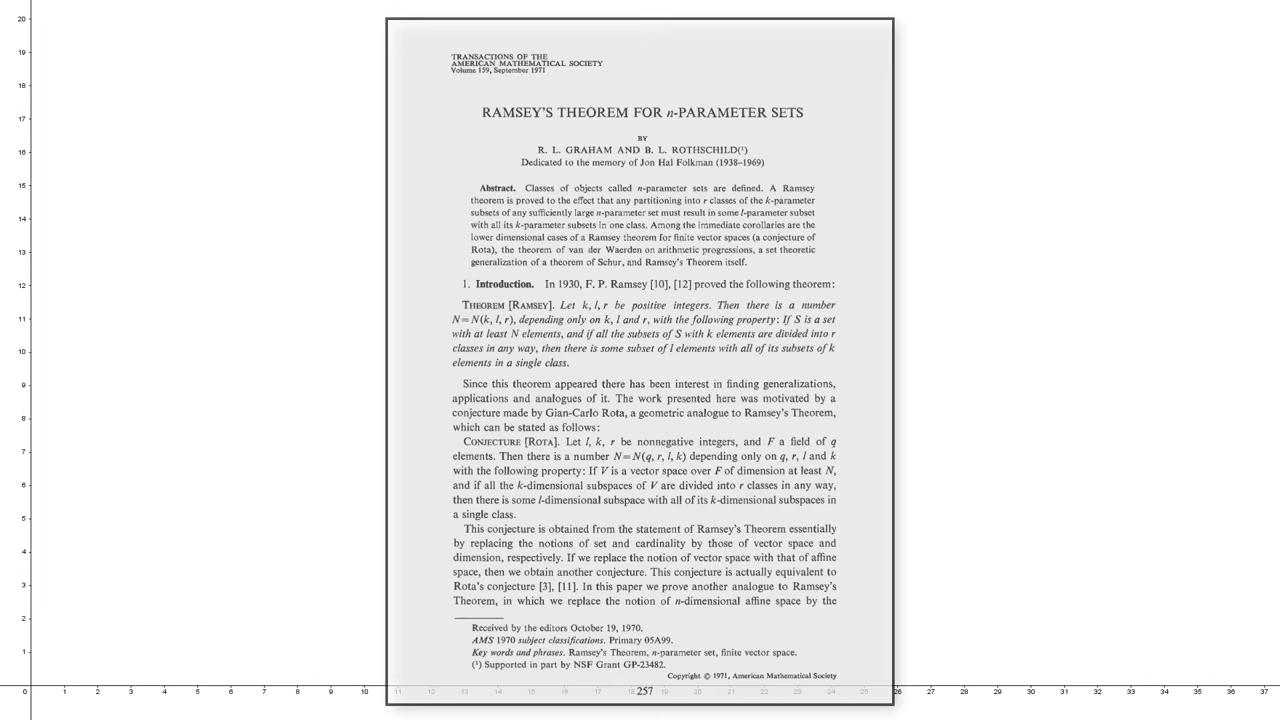 TRANSACTIONS OF THE
AMERICAN MATHEMATICAL SOCIETY
Volume 159, September 1971
RAMSEY'S THEOREM FOR n-PARAMETER SETS
BY
R. L. GRAHAM AND B. L. ROTHSCHILD(¹)
Dedicated to the memory of Jon Hal Folkman (1938–1969)
Abstract. Classes of objects called n-parameter sets are defined. A Ramsey
theorem is proved to the effect that any partitioning into r classes of the k-parameter
subsets of any sufficiently large n-parameter set must result in some l-parameter subset
with all its k-parameter subsets in one class. Among the immediate corollaries are the
lower dimensional cases of a Ramsey theorem for finite vector spaces (a conjecture of
Rota), the theorem of van der Waerden on arithmetic progressions, a set theoretic
generalization of a theorem of Schur, and Ramsey's Theorem itself.
1. Introduction. In 1930, F. P. Ramsey [10], [12] proved the following theorem:
THEOREM [RAMSEY]. Let k, l, r be positive integers. Then there is a number
N=N(k, l, r), depending only on k, l and r, with the following property: If S is a set
with at least N elements, and if all the subsets of S with k elements are divided into r
classes in any way, then there is some subset of l elements with all of its subsets of k
elements in a single class.
Since this theorem appeared there has been interest in finding generalizations,
applications and analogues of it. The work presented here was motivated by a
conjecture made by Gian-Carlo Rota, a geometric analogue to Ramsey's Theorem,
which can be stated as follows:
CONJECTURE [ROTA]. Let l, k, r be nonnegative integers, and F a field of q
elements. Then there is a number N=N(q, r, l, k) depending only on q, r, l and k
with the following property: If V is a vector space over F of dimension at least N,
and if all the k-dimensional subspaces of V are divided into r classes in any way,
then there is some l-dimensional subspace with all of its k-dimensional subspaces in
a single class.
This conjecture is obtained from the statement of Ramsey's Theorem essentially
by replacing the notions of set and cardinality by those of vector space and
dimension, respectively. If we replace the notion of vector space with that of affine
space, then we obtain another conjecture. This conjecture is actually equivalent to
Rota's conjecture [3], [11]. In this paper we prove another analogue to Ramsey's
Theorem, in which we replace the notion of n-dimensional affine space by the
Received by the editors October 19, 1970.
AMS 1970 subject classifications. Primary 05A99.
Key words and phrases. Ramsey's Theorem, n-parameter set, finite vector space.
(¹) Supported in part by NSF Grant GP-23482.
Copyright © 1971, American Mathematical Society
257
20
19
18
17
16
15
14
13
12
11
10
9
8
7
6
5
4
3
2
1
0 1 2 3 4 5 6 7 8 9 10 11 12 13 14 15 16 17 18 19 20 21 22 23 24 25 26 27 28 29 30 31 32 33 34 35 36 37